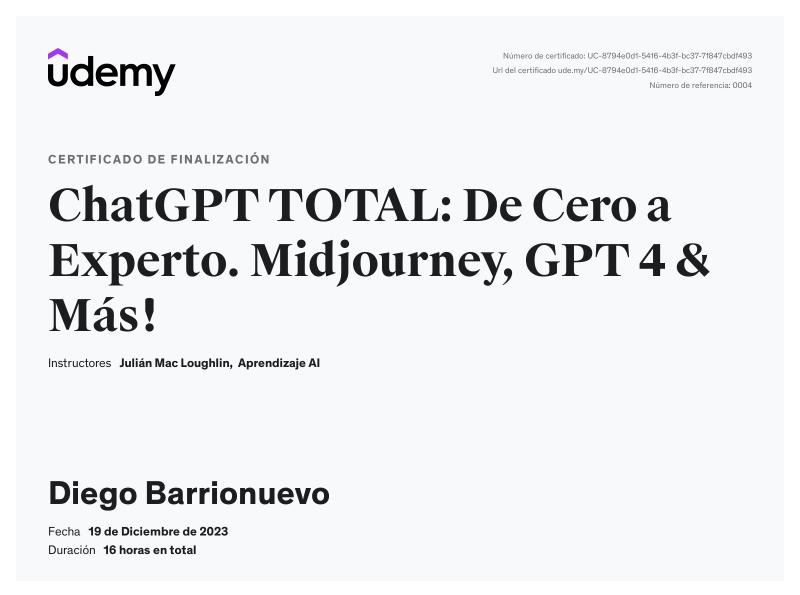 udemy
Número de certificado: UC-8794e0d1-5416-4b3f-bc37-7f847cbdf493
Url del certificado ude.my/UC-8794e0d1-5416-4b3f-bc37-7f847cbdf493
Número de referencia: 0004
CERTIFICADO DE FINALIZACIÓN
ChatGPT TOTAL: De Cero a
Experto. Midjourney, GPT 4 &
Más!
Instructores Julián Mac Loughlin, Aprendizaje AI
Diego Barrionuevo
Fecha 19 de Diciembre de 2023
Duración 16 horas en total